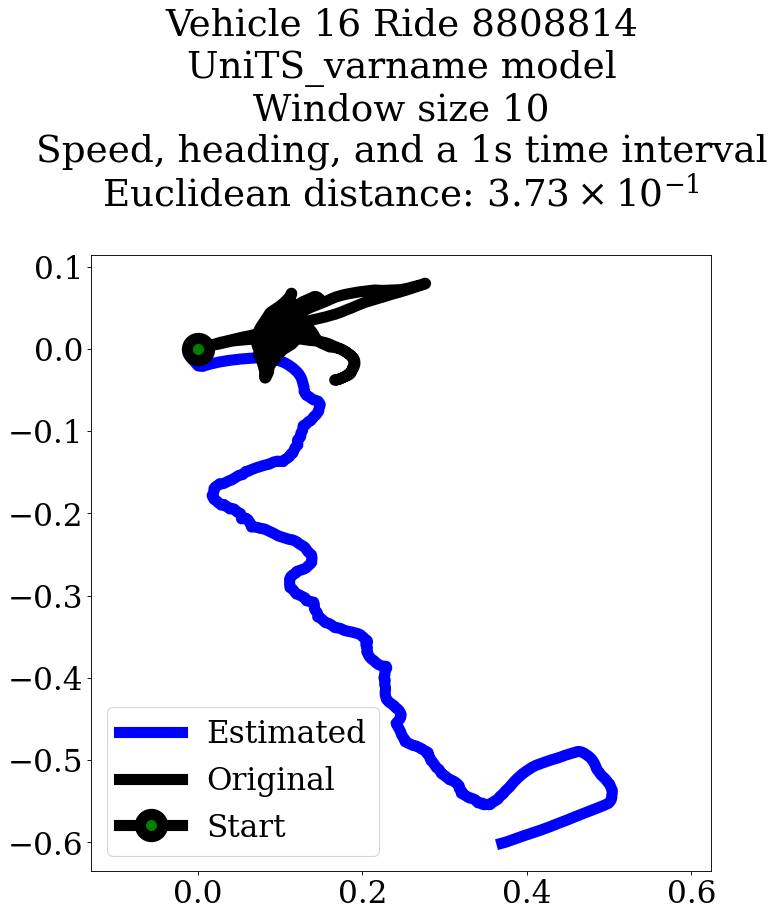 Vehicle 16 Ride 8808814
UniTS_varname model
Window size 10
Speed, heading, and a 1s time interval
Euclidean distance: 3.73 × 10⁻¹
0.1
0.0
−0.1
−0.2
−0.3
−0.4
−0.5
−0.6
Estimated
Original
Start
0.0 0.2 0.4 0.6